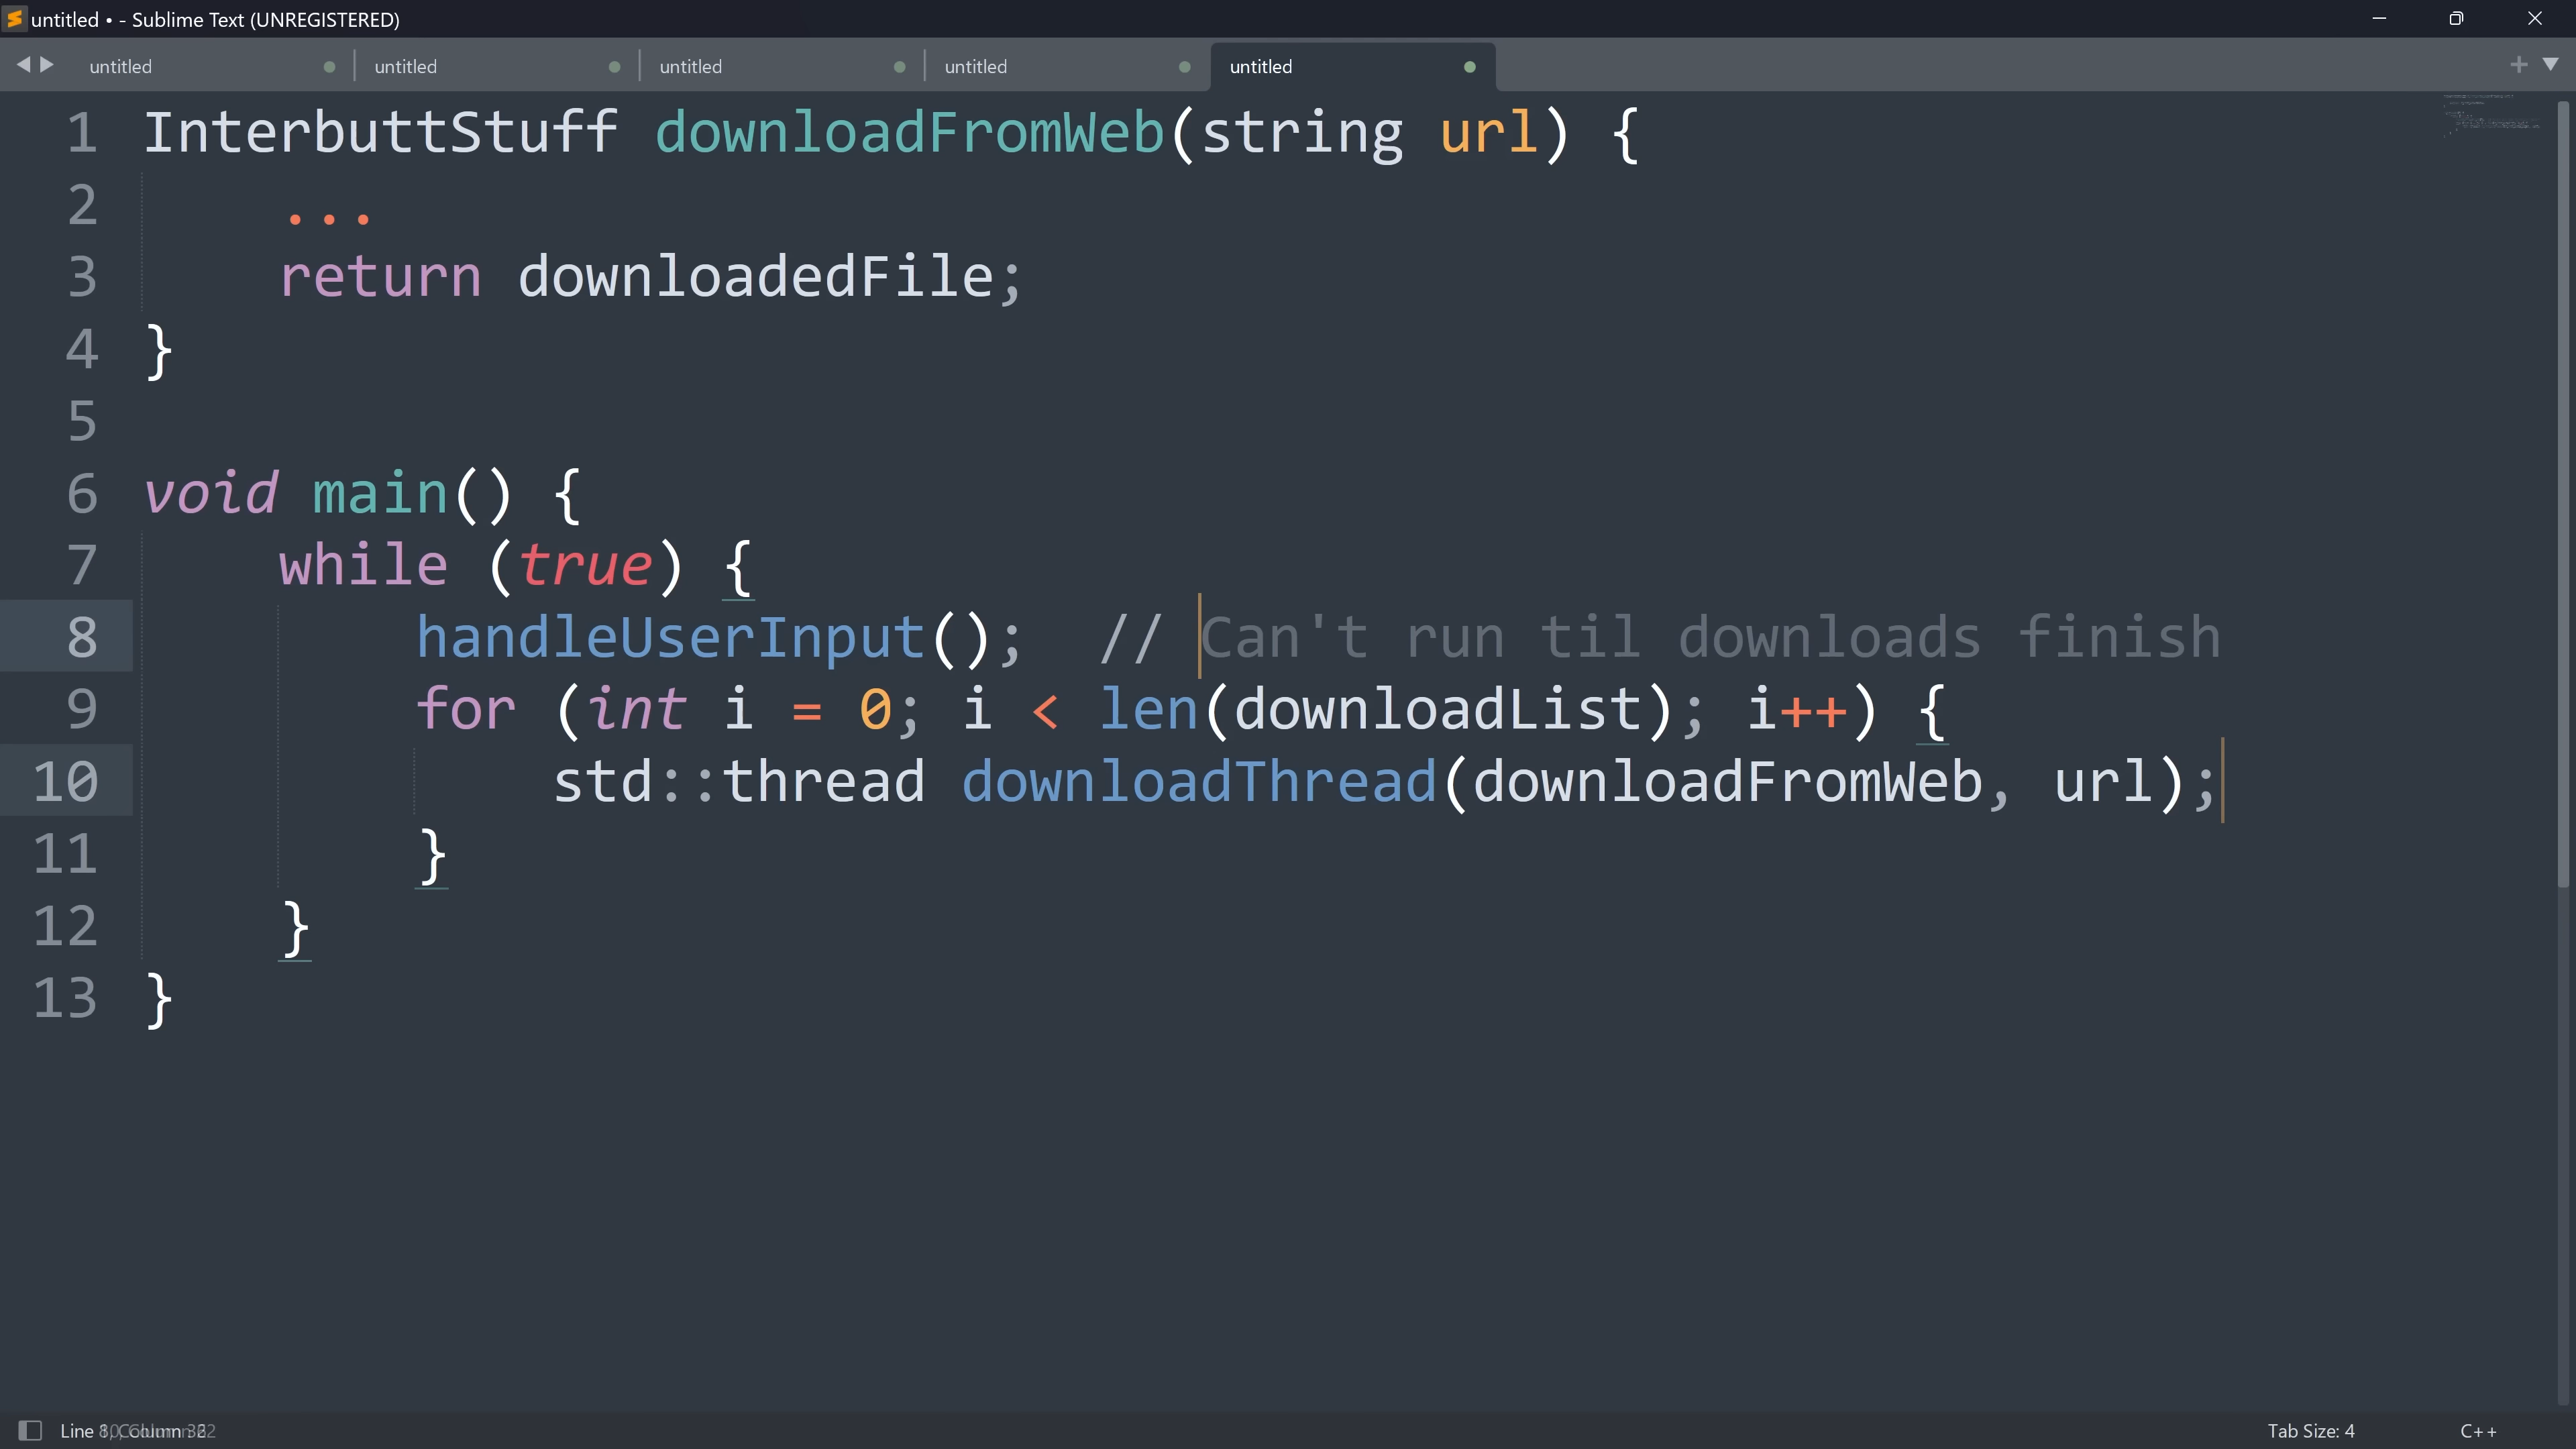 untitled • - Sublime Text (UNREGISTERED)
untitled untitled untitled untitled untitled
1 InterbuttStuff downloadFromWeb(string url) {
2     ...
3     return downloadedFile;
4 }
5
6 void main() {
7     while (true) {
8         handleUserInput();  // Can't run til downloads finish
9         for (int i = 0; i < len(downloadList); i++) {
10             std::thread downloadThread(downloadFromWeb, url);
11         }
12     }
13 }
Line
Tab Size: 4 C++